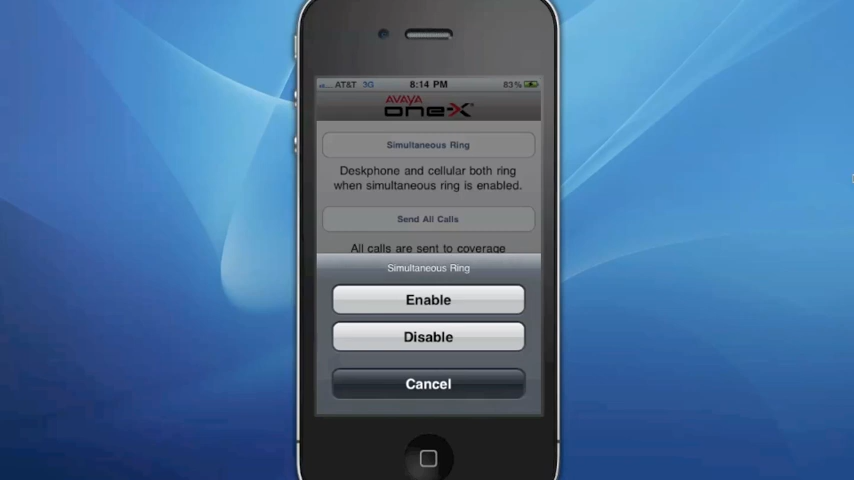 AT&T 3G 8:14 PM 83%
AVAYA
one-X™
Simultaneous Ring
Deskphone and cellular both ring
when simultaneous ring is enabled.
Send All Calls
All calls are sent to coverage
Simultaneous Ring
Enable
Disable
Cancel